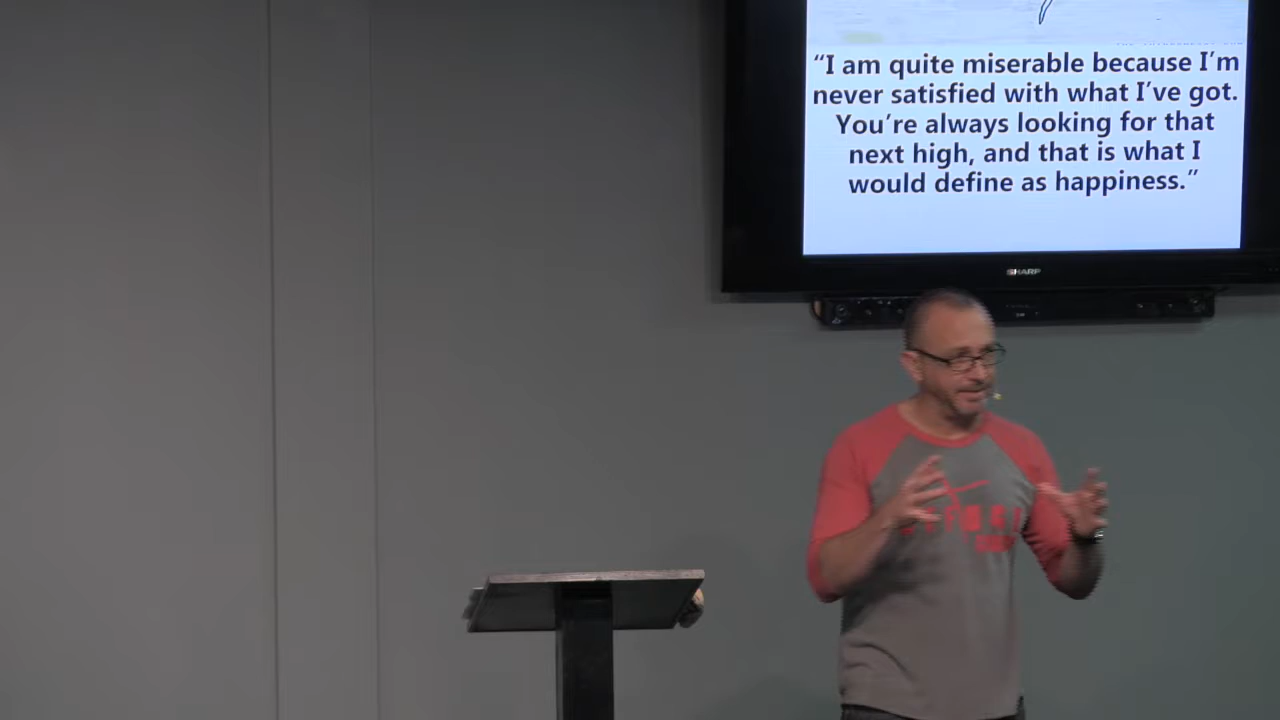 “I am quite miserable because I’m
never satisfied with what I’ve got.
You’re always looking for that
next high, and that is what I
would define as happiness.”
SHARP